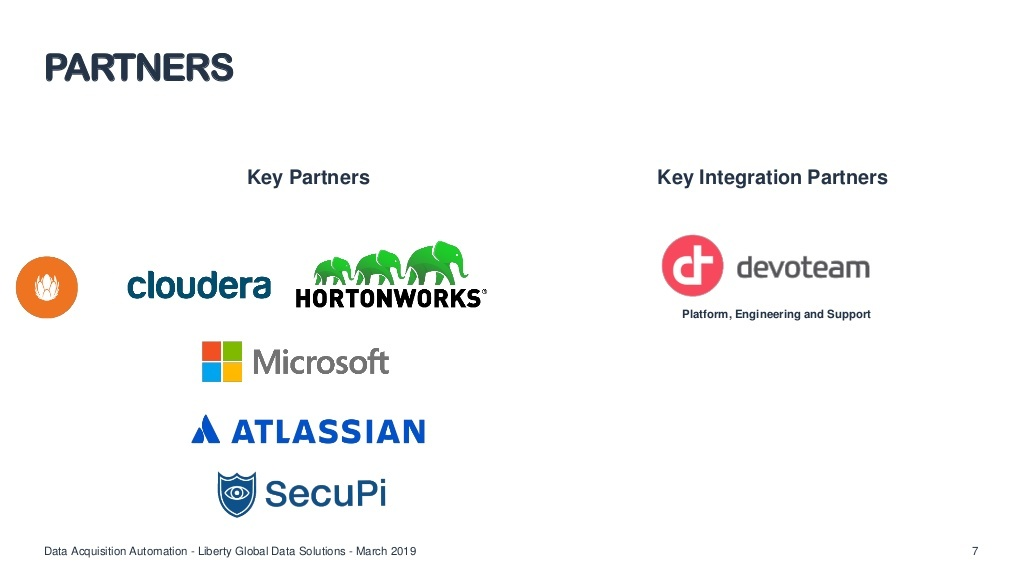 PARTNERS
Key Partners
Key Integration Partners
cloudera
HORTONWORKS®
devoteam
Platform, Engineering and Support
Microsoft
ATLASSIAN
SecuPi
Data Acquisition Automation - Liberty Global Data Solutions - March 2019
7